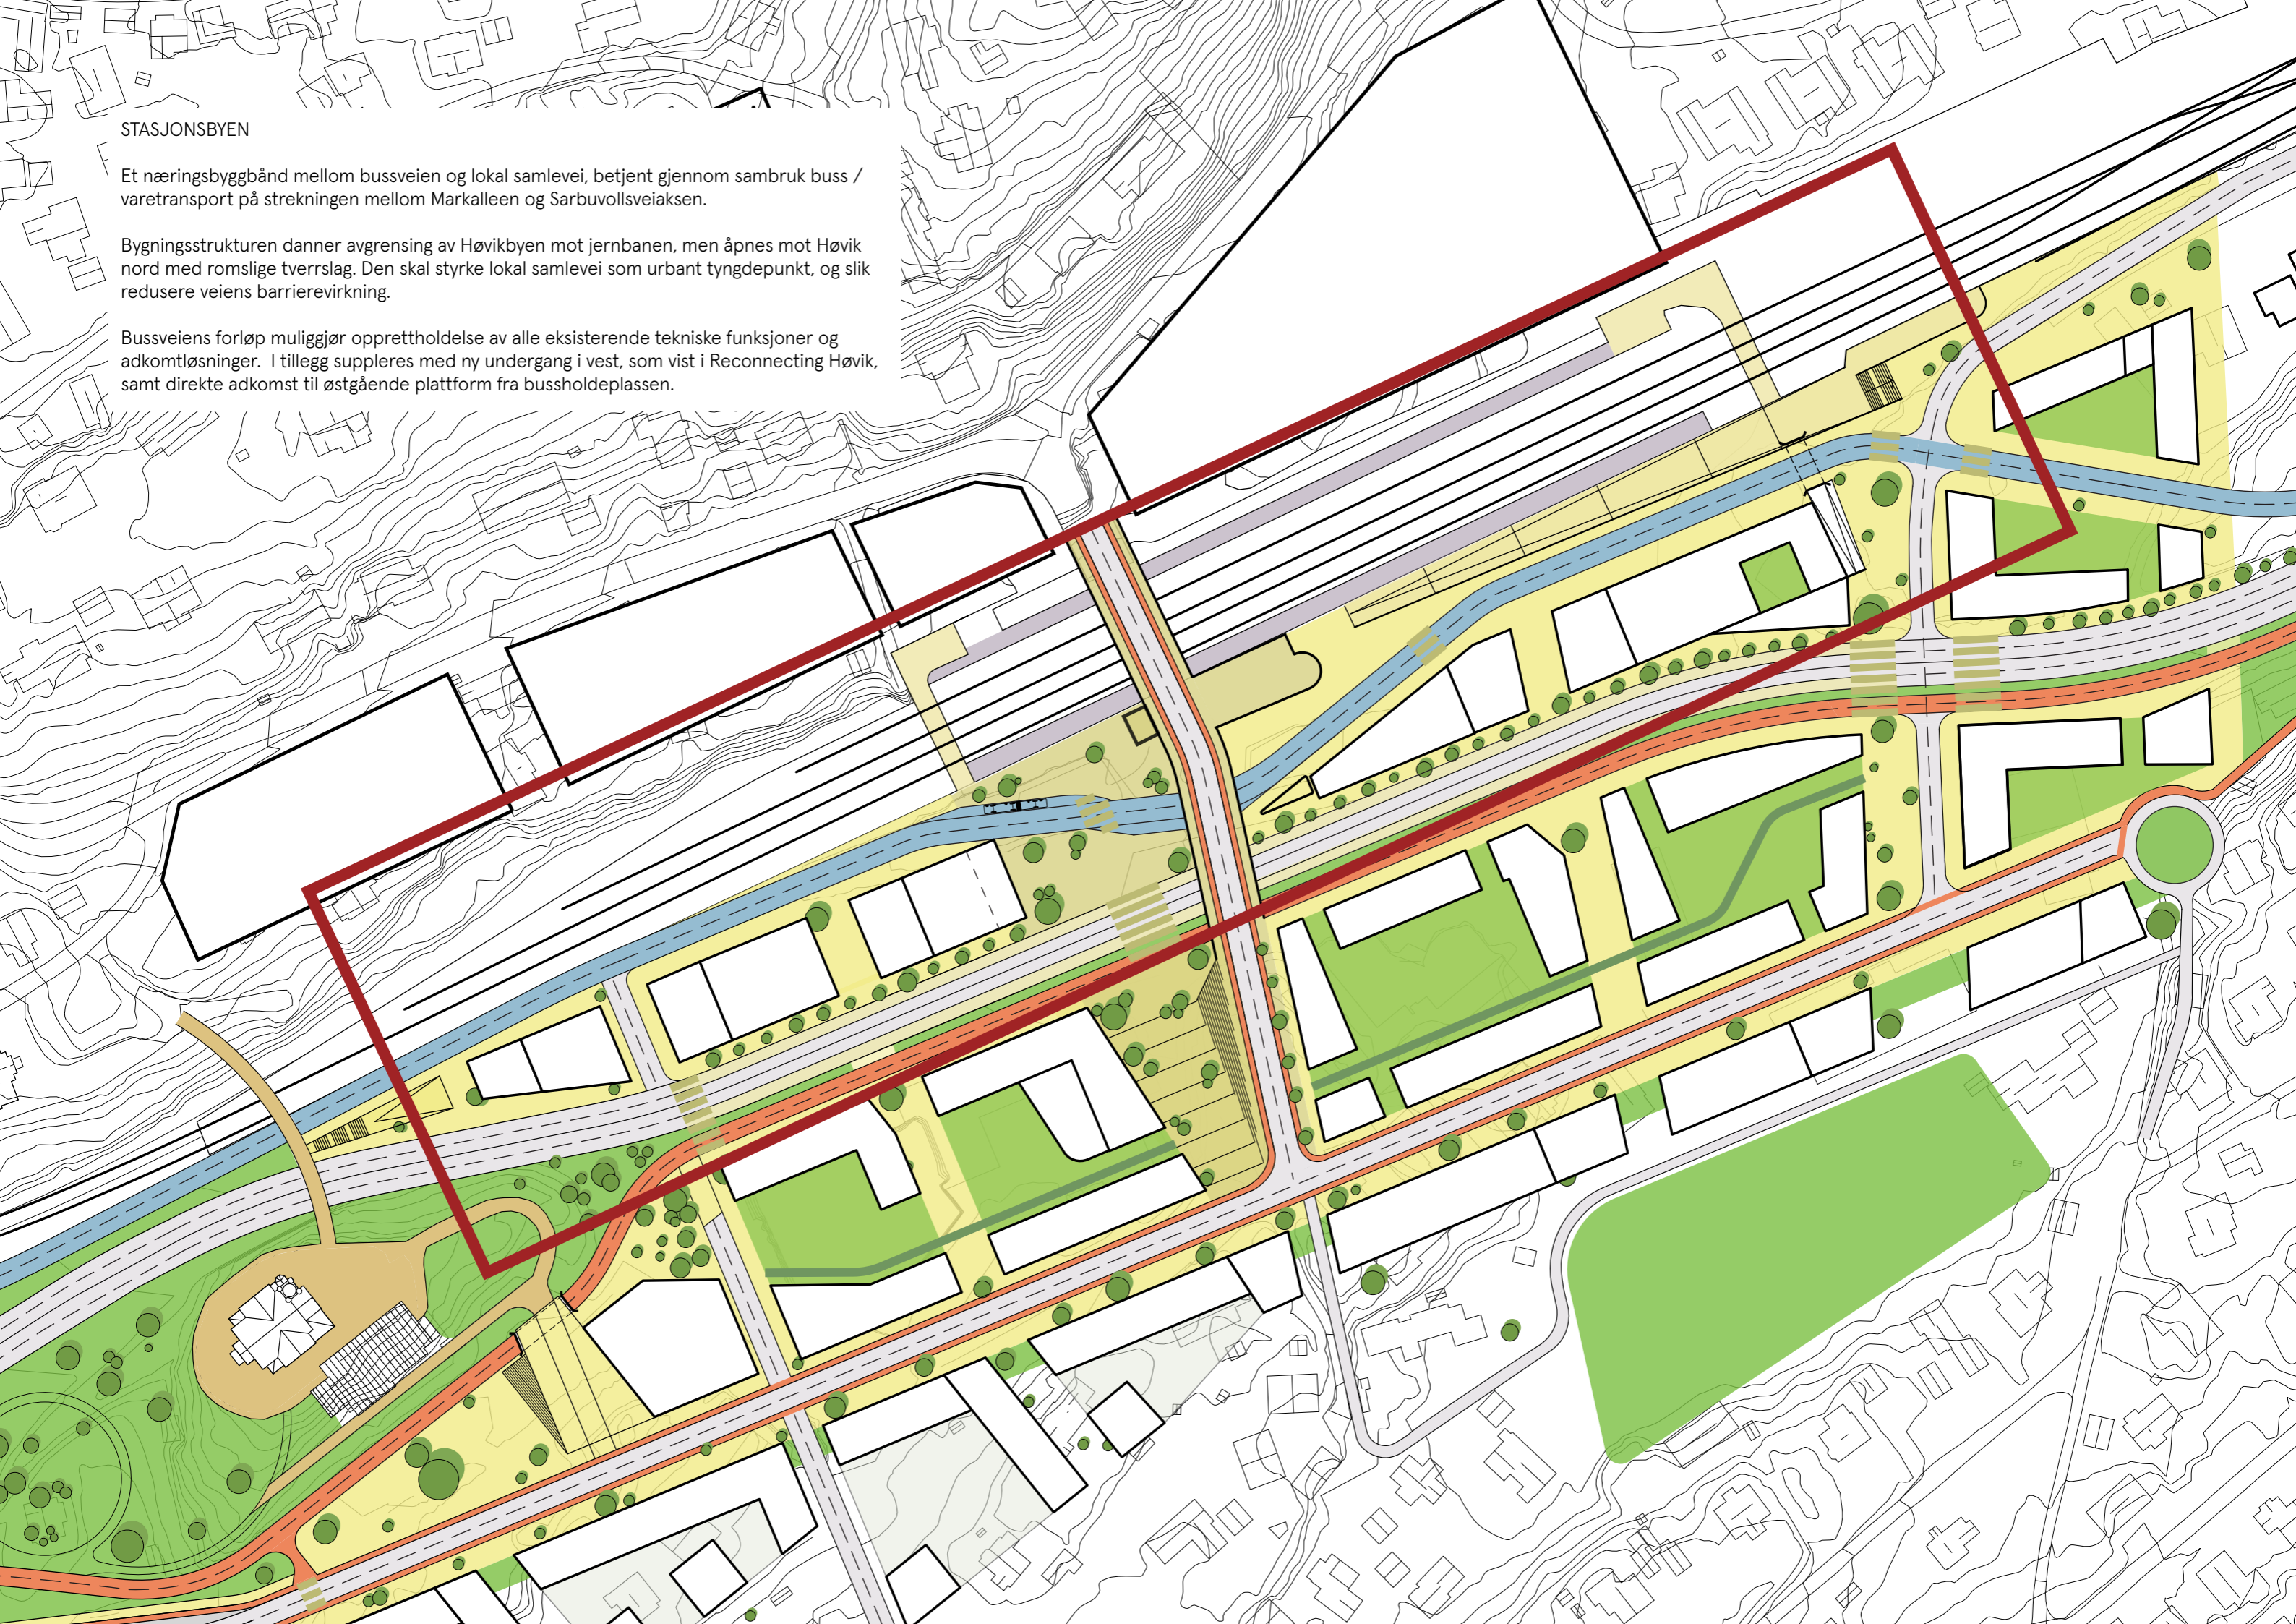 STASJONSBYEN
Et næringsbyggbånd mellom bussveien og lokal samlevei, betjent gjennom sambruk buss /
varetransport på strekningen mellom Markalleen og Sarbuvollsveiaksen.
Bygningsstrukturen danner avgrensing av Høvikbyen mot jernbanen, men åpnes mot Høvik
nord med romslige tverrslag. Den skal styrke lokal samlevei som urbant tyngdepunkt, og slik
redusere veiens barrierevirkning.
Bussveiens forløp muliggjør opprettholdelse av alle eksisterende tekniske funksjoner og
adkomtløsninger.  I tillegg suppleres med ny undergang i vest, som vist i Reconnecting Høvik,
samt direkte adkomst til østgående plattform fra bussholdeplassen.